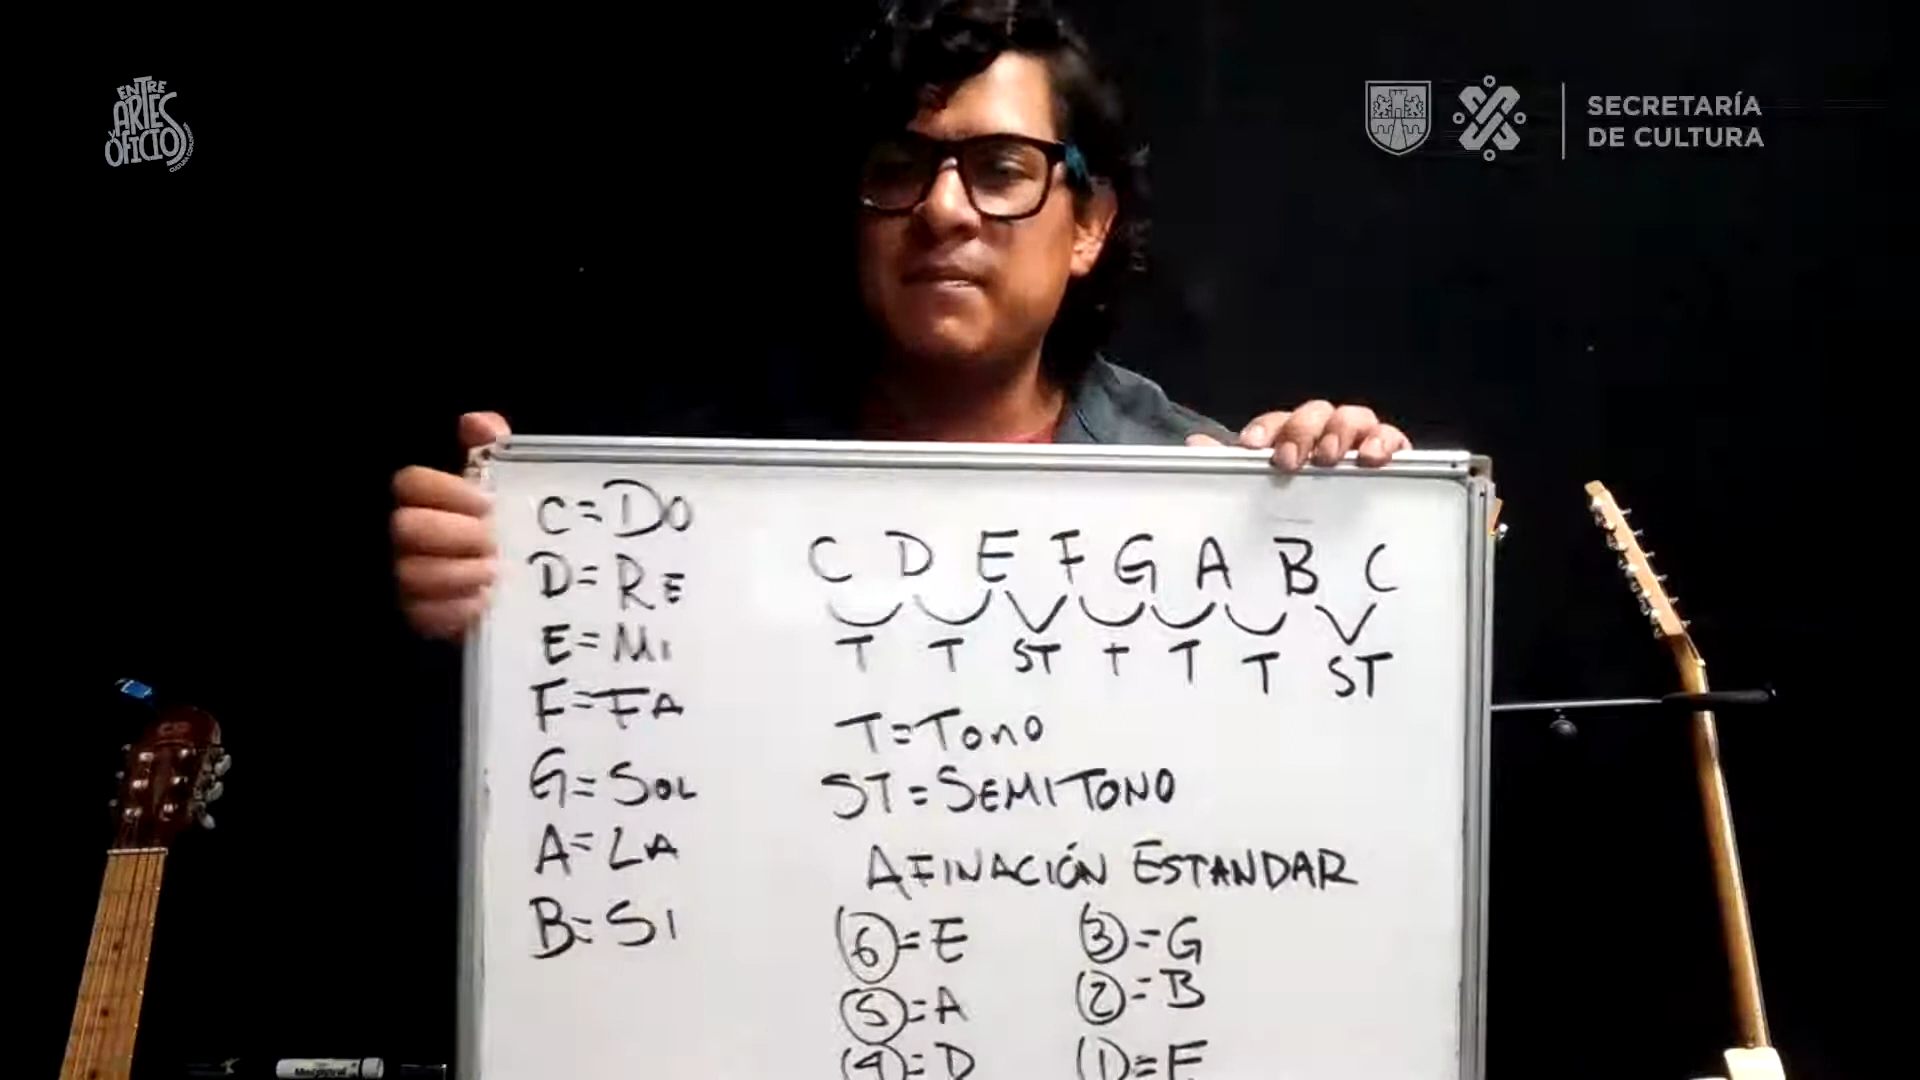 ENTRE
ARTES
Y OFICIOS
SECRETARÍA
DE CULTURA
C=DO
D=RE
E=Mi
F=FA
G=SOL
A=LA
B=Si
C D E F G A B C
T T ST T T T ST
T=Tono
ST=SEMITONO
AFINACIÓN ESTANDAR
6=E 3=G
5=A 2=B
4=D 1=E